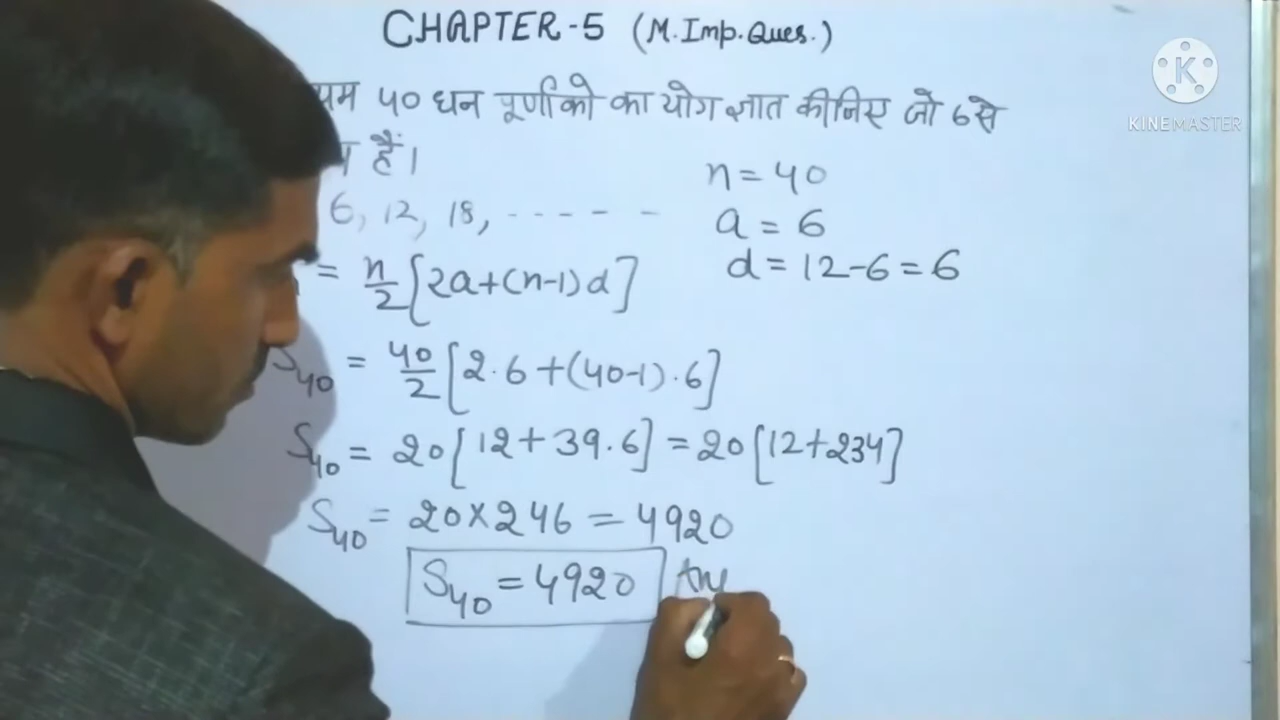 CHAPTER-5 (M.Imp.Ques.)
40 धन पूर्णांको का योग ज्ञात कीजिए जो 6से
हैं।
6, 12, 18, - - - - -
n = 40
a = 6
d = 12-6 = 6
= n/2 [2a+(n-1)d]
S40 = 40/2 [2.6+(40-1).6]
S40 = 20[12+39.6] = 20[12+234]
S40 = 20×246 = 4920
S40 = 4920 Ans
KINEMASTER